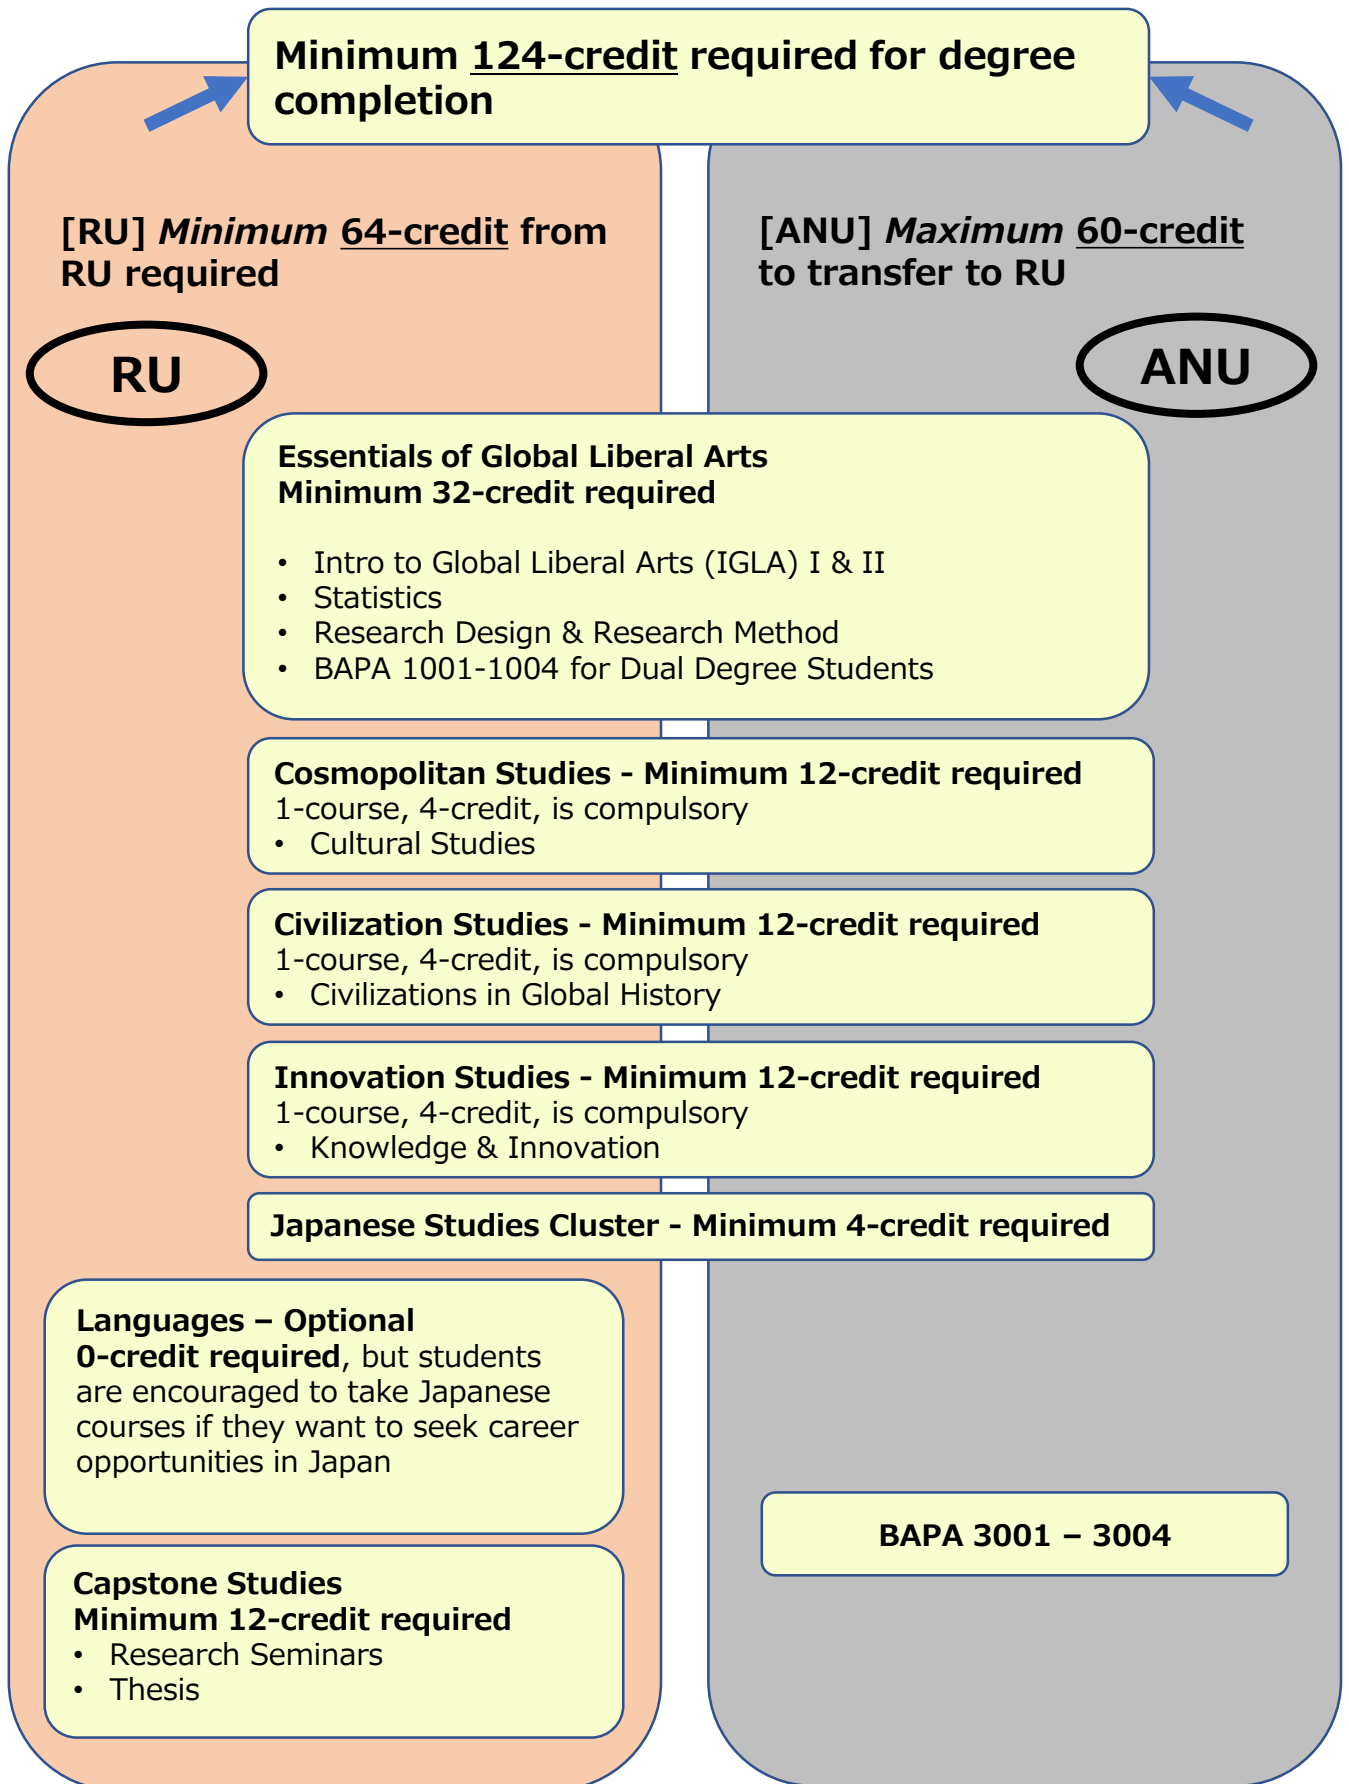 Minimum 124-credit required for degree
completion
[RU] Minimum 64-credit from
RU required
[ANU] Maximum 60-credit
to transfer to RU
RU
ANU
Essentials of Global Liberal Arts
Minimum 32-credit required
• Intro to Global Liberal Arts (IGLA) I & II
• Statistics
• Research Design & Research Method
• BAPA 1001-1004 for Dual Degree Students
Cosmopolitan Studies - Minimum 12-credit required
1-course, 4-credit, is compulsory
• Cultural Studies
Civilization Studies - Minimum 12-credit required
1-course, 4-credit, is compulsory
• Civilizations in Global History
Innovation Studies - Minimum 12-credit required
1-course, 4-credit, is compulsory
• Knowledge & Innovation
Japanese Studies Cluster - Minimum 4-credit required
Languages – Optional
0-credit required, but students
are encouraged to take Japanese
courses if they want to seek career
opportunities in Japan
BAPA 3001 – 3004
Capstone Studies
Minimum 12-credit required
• Research Seminars
• Thesis